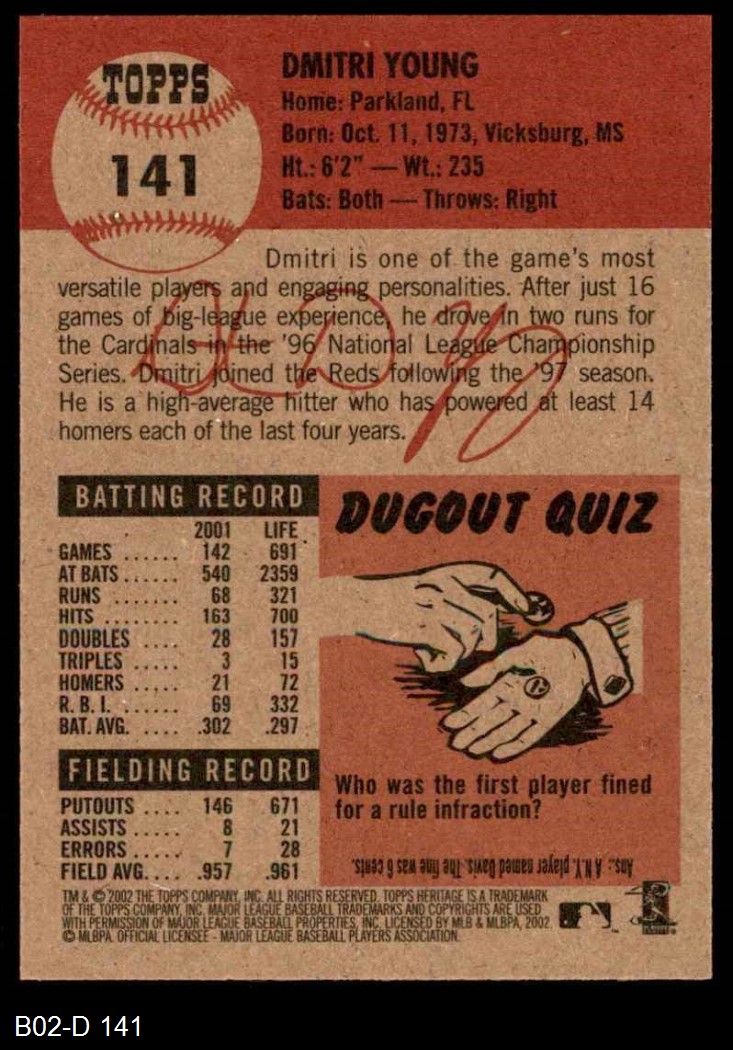 TOPPS
141
DMITRI YOUNG
Home: Parkland, FL
Born: Oct. 11, 1973, Vicksburg, MS
Ht.: 6'2" — Wt.: 235
Bats: Both — Throws: Right
Dmitri is one of the game's most
versatile players and engaging personalities. After just 16
games of big-league experience, he drove in two runs for
the Cardinals in the '96 National League Championship
Series. Dmitri joined the Reds following the '97 season.
He is a high-average hitter who has powered at least 14
homers each of the last four years.
BATTING RECORD
2001 LIFE
GAMES ...... 142 691
AT BATS ...... 540 2359
RUNS ....... 68 321
HITS ....... 163 700
DOUBLES .... 28 157
TRIPLES .... 3 15
HOMERS ..... 21 72
R. B. I. ...... 69 332
BAT. AVG. .... .302 .297
FIELDING RECORD
PUTOUTS .... 146 671
ASSISTS ..... 8 21
ERRORS ..... 7 28
FIELD AVG. ... .957 .961
DUGOUT QUIZ
Who was the first player fined
for a rule infraction?
Ans.: A N.Y. player named Davis. The fine was 6 cents.
TM & © 2002 THE TOPPS COMPANY, INC. ALL RIGHTS RESERVED. TOPPS HERITAGE IS A TRADEMARK
OF THE TOPPS COMPANY, INC. MAJOR LEAGUE BASEBALL TRADEMARKS AND COPYRIGHTS ARE USED
WITH PERMISSION OF MAJOR LEAGUE BASEBALL PROPERTIES, INC. LICENSED BY MLB & MLBPA, 2002.
© MLBPA. OFFICIAL LICENSEE - MAJOR LEAGUE BASEBALL PLAYERS ASSOCIATION.
B02-D 141